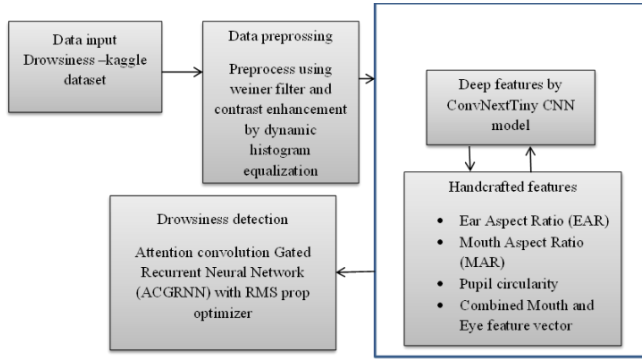 Data input
Drowsiness –kaggle
dataset
Data preprossing
Preprocess using
weiner filter and
contrast enhancement
by dynamic
histogram
equalization
Deep features by
ConvNextTiny CNN
model
Handcrafted features
• Ear Aspect Ratio (EAR)
• Mouth Aspect Ratio
(MAR)
• Pupil circularity
• Combined Mouth and
Eye feature vector
Drowsiness detection
Attention convolution Gated
Recurrent Neural Network
(ACGRNN) with RMS prop
optimizer